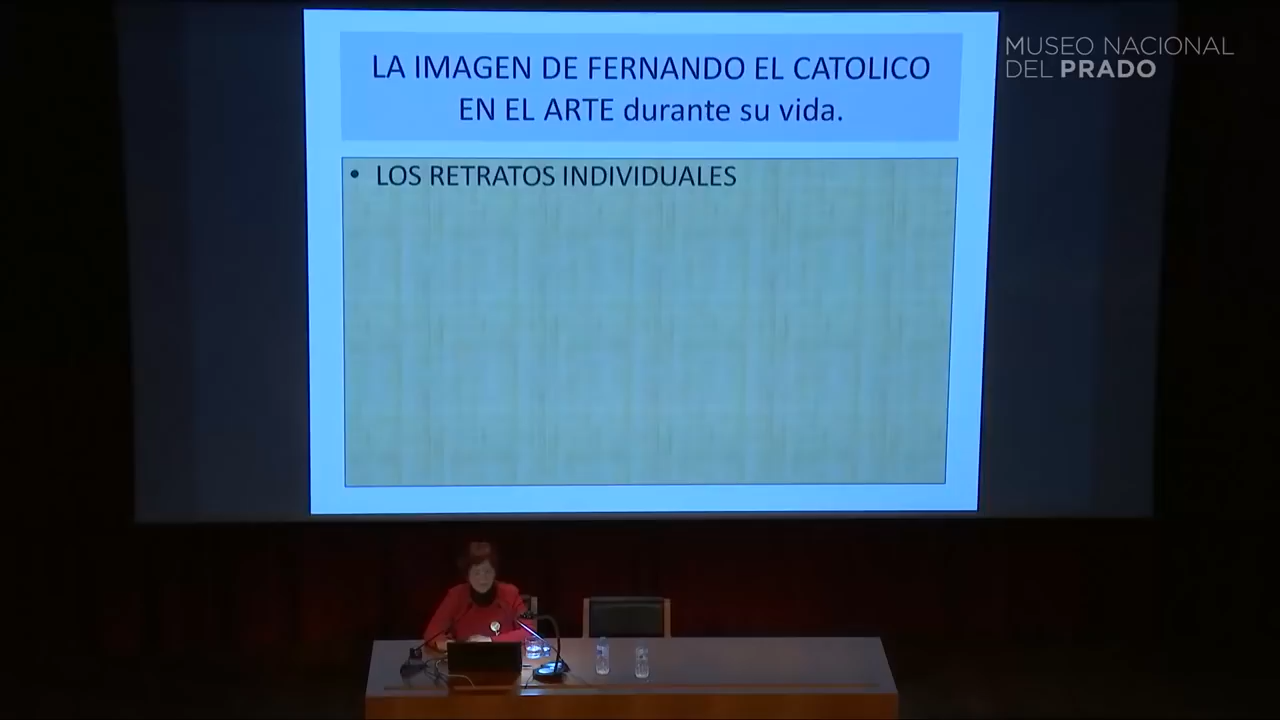 MUSEO NACIONAL
DEL PRADO
LA IMAGEN DE FERNANDO EL CATOLICO
EN EL ARTE durante su vida.
• LOS RETRATOS INDIVIDUALES